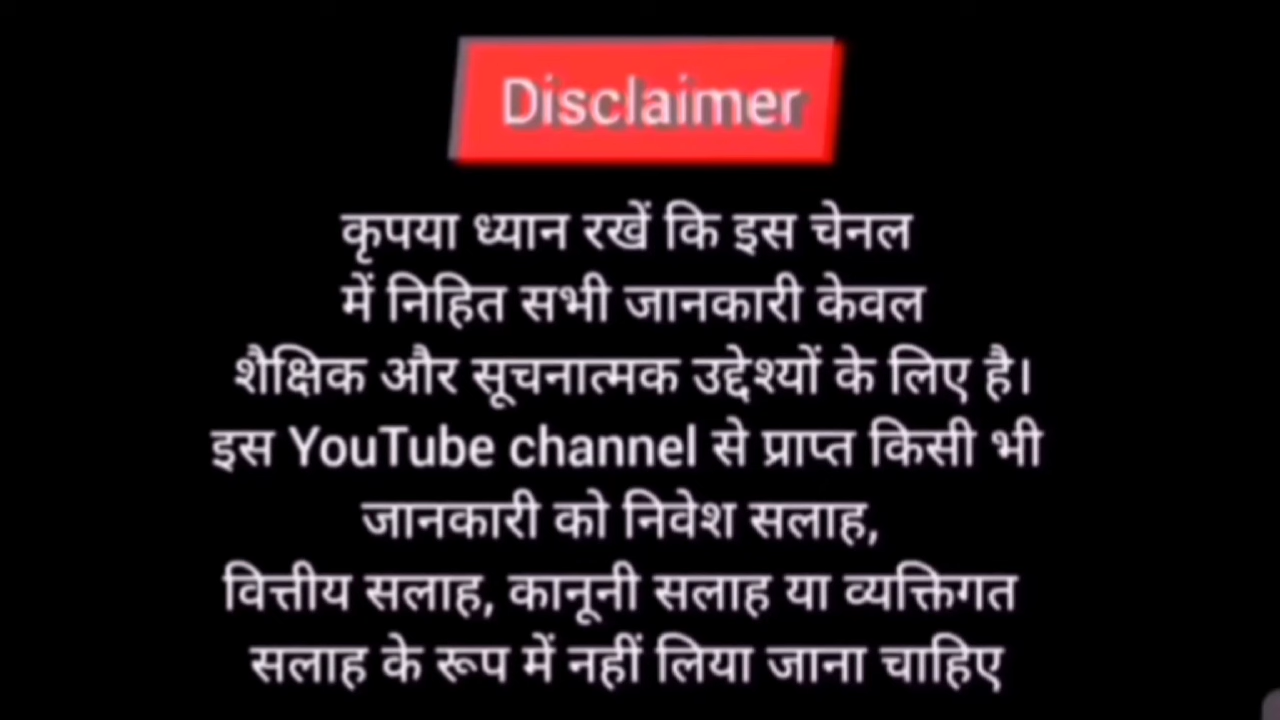 Disclaimer
कृपया ध्यान रखें कि इस चेनल
में निहित सभी जानकारी केवल
शैक्षिक और सूचनात्मक उद्देश्यों के लिए है।
इस YouTube channel से प्राप्त किसी भी
जानकारी को निवेश सलाह,
वित्तीय सलाह, कानूनी सलाह या व्यक्तिगत
सलाह के रूप में नहीं लिया जाना चाहिए